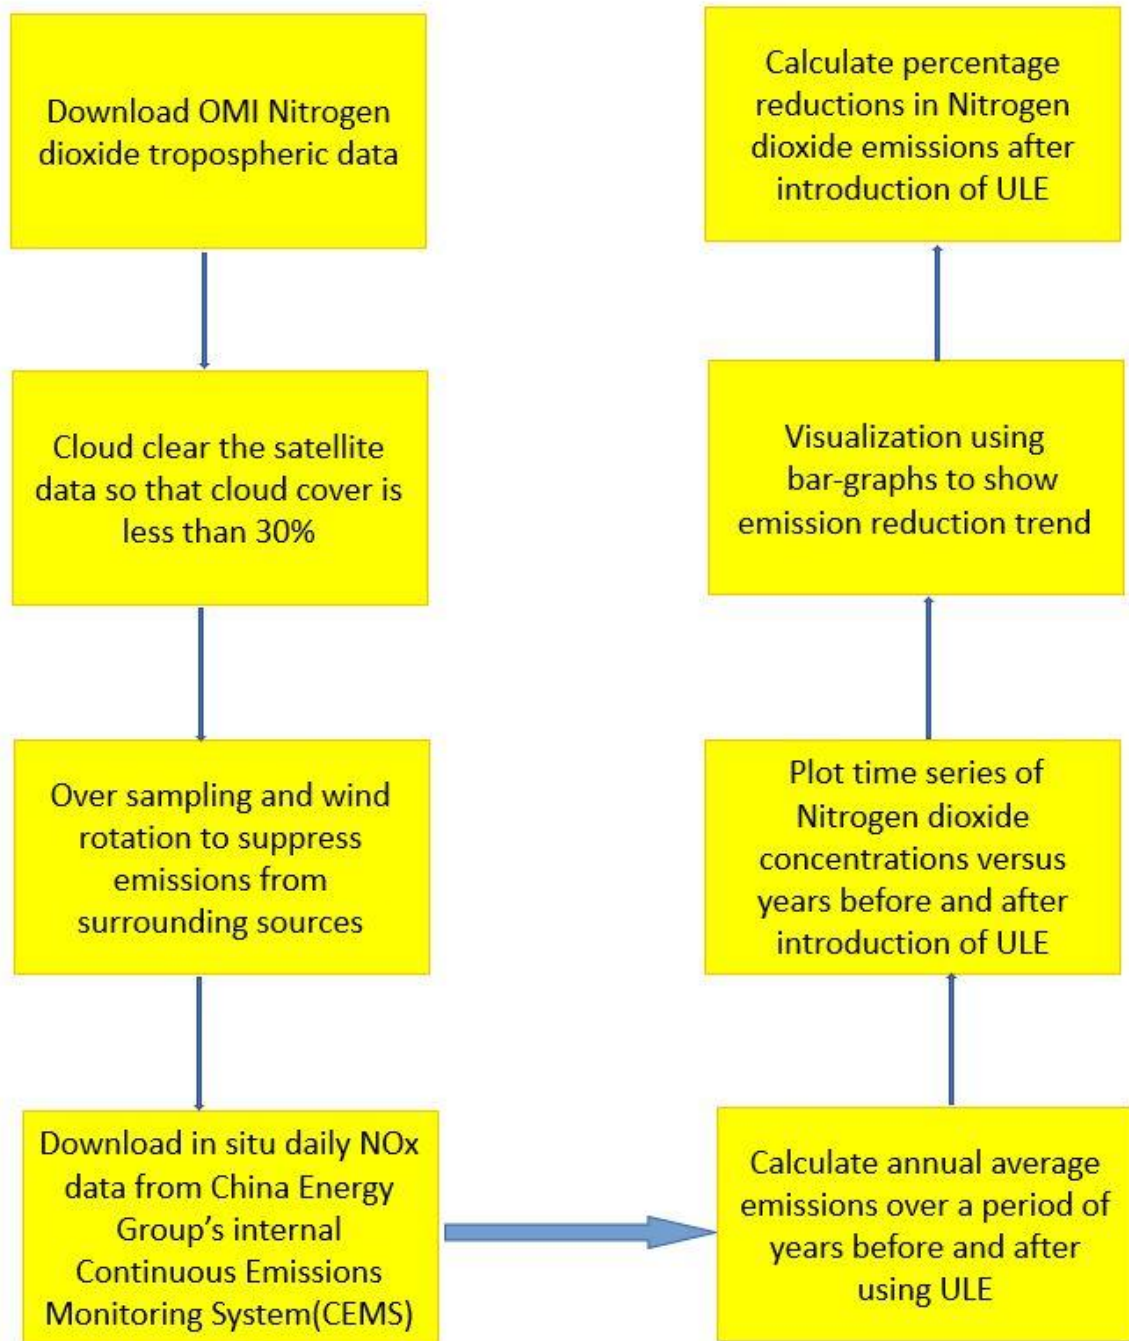 Download OMI Nitrogen
dioxide tropospheric data
Cloud clear the satellite
data so that cloud cover is
less than 30%
Over sampling and wind
rotation to suppress
emissions from
surrounding sources
Download in situ daily NOx
data from China Energy
Group's internal
Continuous Emissions
Monitoring System(CEMS)
Calculate annual average
emissions over a period of
years before and after
using ULE
Plot time series of
Nitrogen dioxide
concentrations versus
years before and after
introduction of ULE
Visualization using
bar-graphs to show
emission reduction trend
Calculate percentage
reductions in Nitrogen
dioxide emissions after
introduction of ULE